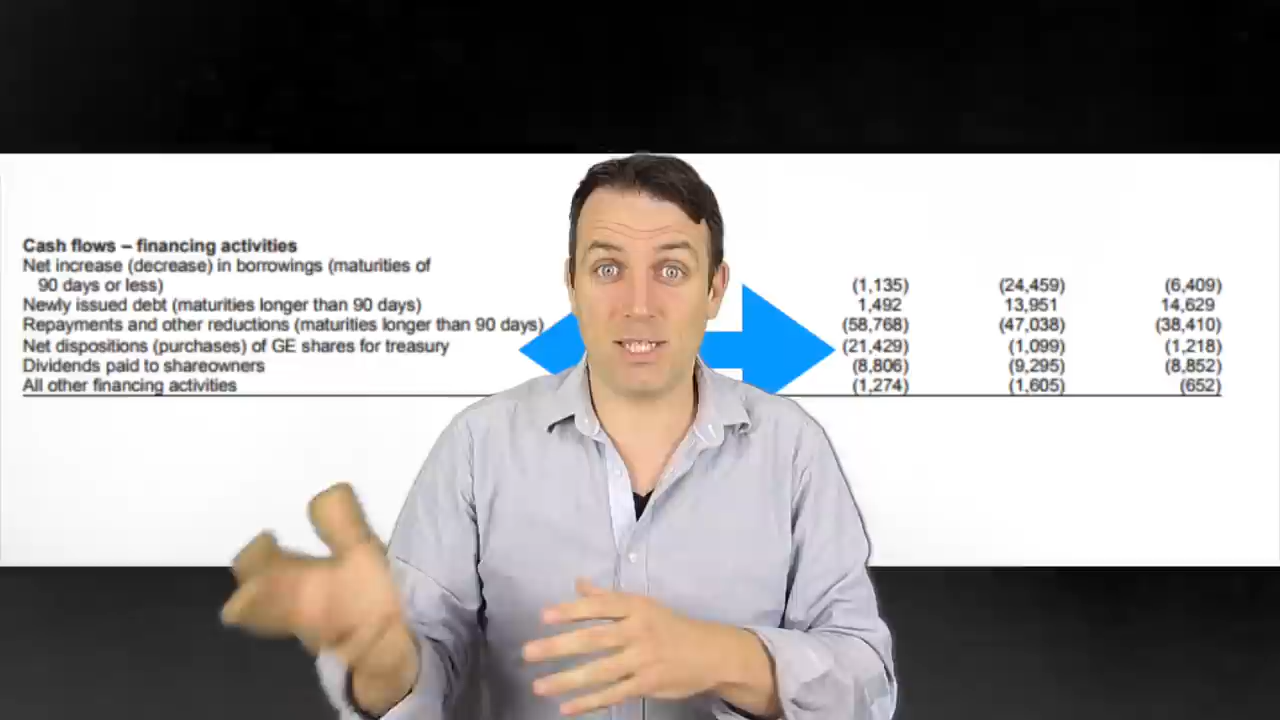 Cash flows – financing activities
Net increase (decrease) in borrowings (maturities of
90 days or less) (1,135) (24,459) (6,409)
Newly issued debt (maturities longer than 90 days) 1,492 13,951 14,629
Repayments and other reductions (maturities longer than 90 days) (58,768) (47,038) (38,410)
Net dispositions (purchases) of GE shares for treasury (21,429) (1,099) (1,218)
Dividends paid to shareowners (8,806) (9,295) (8,852)
All other financing activities (1,274) (1,605) (652)